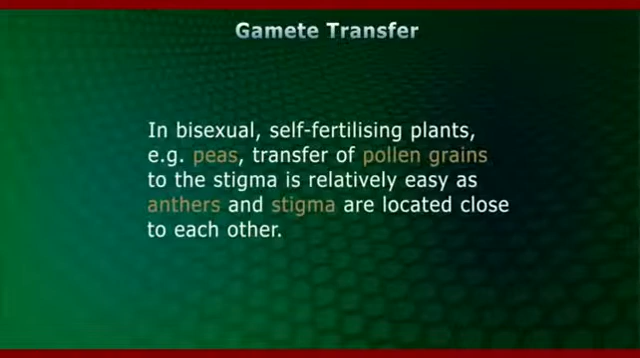 Gamete Transfer
In bisexual, self-fertilising plants,
e.g. peas, transfer of pollen grains
to the stigma is relatively easy as
anthers and stigma are located close
to each other.